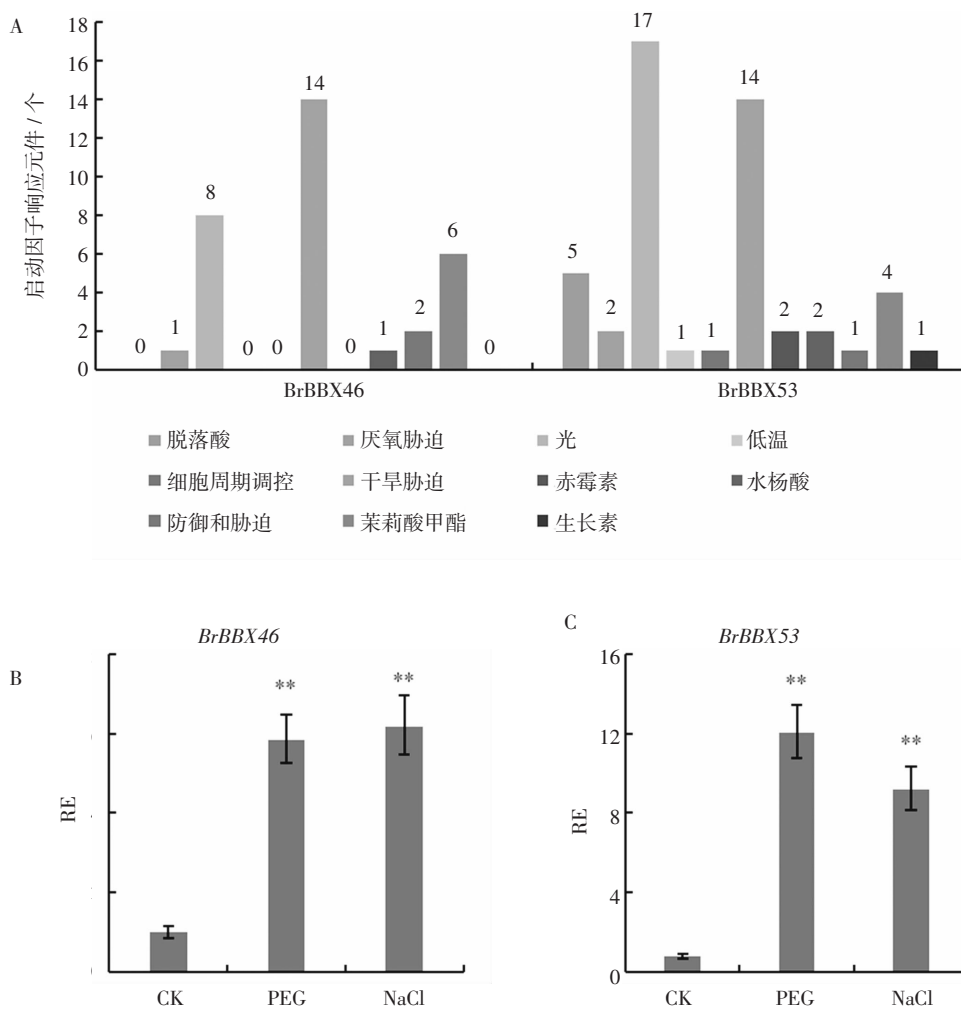 A
启动因子响应元件 / 个
18
16
14
12
10
8
6
4
2
0
0 1 8 0 0 14 0 1 2 6 0
5 2 17 1 1 14 2 2 1 4 1
BrBBX46 BrBBX53
脱落酸 厌氧胁迫 光 低温
细胞周期调控 干旱胁迫 赤霉素 水杨酸
防御和胁迫 茉莉酸甲酯 生长素
B
BrBBX46
RE
** **
CK PEG NaCl
C
BrBBX53
RE
16
12
8
4
0
** **
CK PEG NaCl